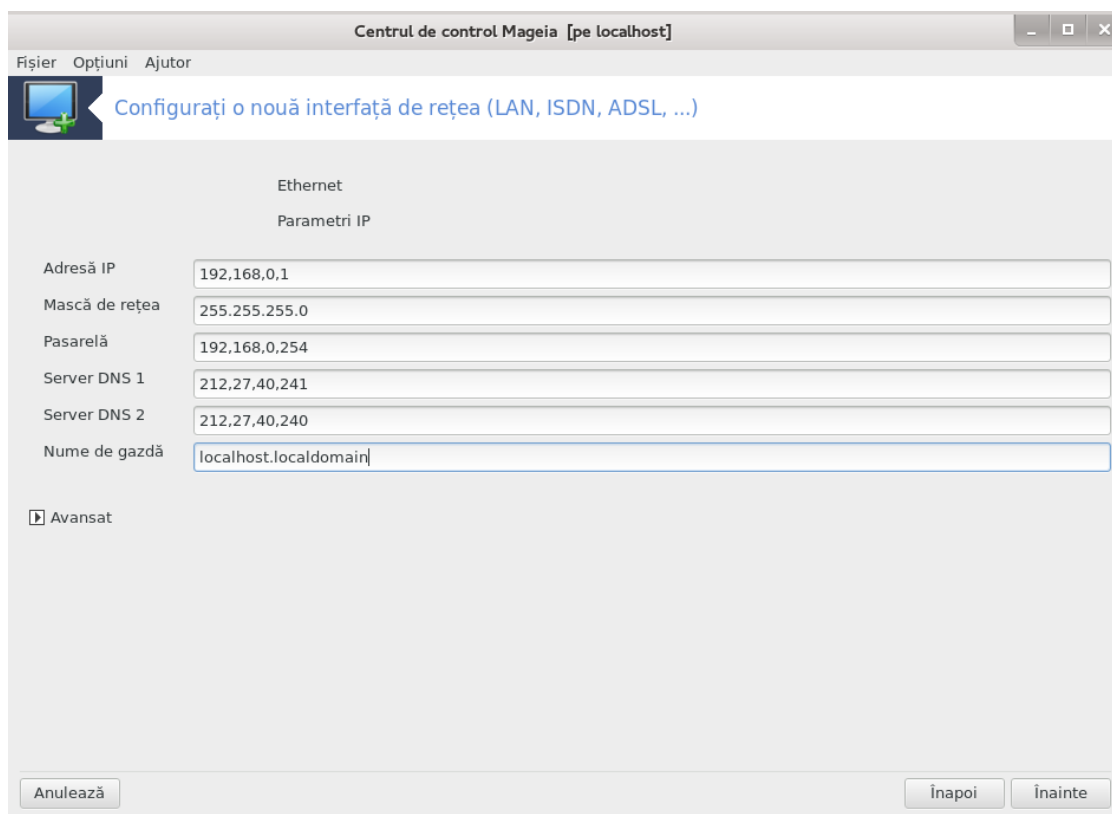 Centrul de control Mageia [pe localhost]
Fișier Opțiuni Ajutor
Configurați o nouă interfață de rețea (LAN, ISDN, ADSL, ...)
Ethernet
Parametri IP
Adresă IP 192,168,0,1
Mască de rețea 255.255.255.0
Pasarelă 192,168,0,254
Server DNS 1 212,27,40,241
Server DNS 2 212,27,40,240
Nume de gazdă localhost.localdomain
Avansat
Anulează Înapoi Înainte